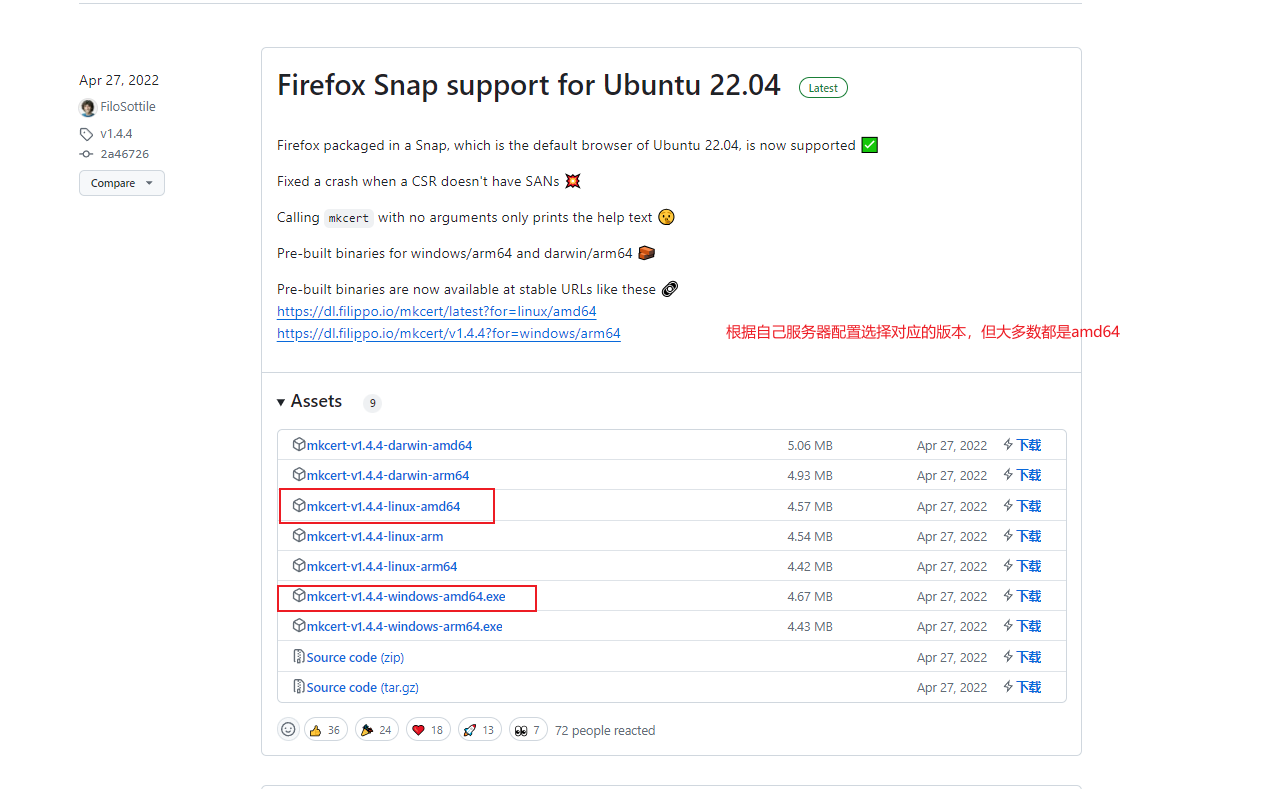 Apr 27, 2022
FiloSottile
v1.4.4
2a46726
Compare
Firefox Snap support for Ubuntu 22.04 Latest
Firefox packaged in a Snap, which is the default browser of Ubuntu 22.04, is now supported ✅
Fixed a crash when a CSR doesn't have SANs 💥
Calling mkcert with no arguments only prints the help text 😗
Pre-built binaries for windows/arm64 and darwin/arm64 🧱
Pre-built binaries are now available at stable URLs like these 🔗
https://dl.filippo.io/mkcert/latest?for=linux/amd64
https://dl.filippo.io/mkcert/v1.4.4?for=windows/arm64
根据自己服务器配置选择对应的版本，但大多数都是amd64
Assets 9
mkcert-v1.4.4-darwin-amd64 5.06 MB Apr 27, 2022 下载
mkcert-v1.4.4-darwin-arm64 4.93 MB Apr 27, 2022 下载
mkcert-v1.4.4-linux-amd64 4.57 MB Apr 27, 2022 下载
mkcert-v1.4.4-linux-arm 4.54 MB Apr 27, 2022 下载
mkcert-v1.4.4-linux-arm64 4.42 MB Apr 27, 2022 下载
mkcert-v1.4.4-windows-amd64.exe 4.67 MB Apr 27, 2022 下载
mkcert-v1.4.4-windows-arm64.exe 4.43 MB Apr 27, 2022 下载
Source code (zip) Apr 27, 2022 下载
Source code (tar.gz) Apr 27, 2022 下载
👍 36 🎉 24 ❤️ 18 🚀 13 👀 7 72 people reacted